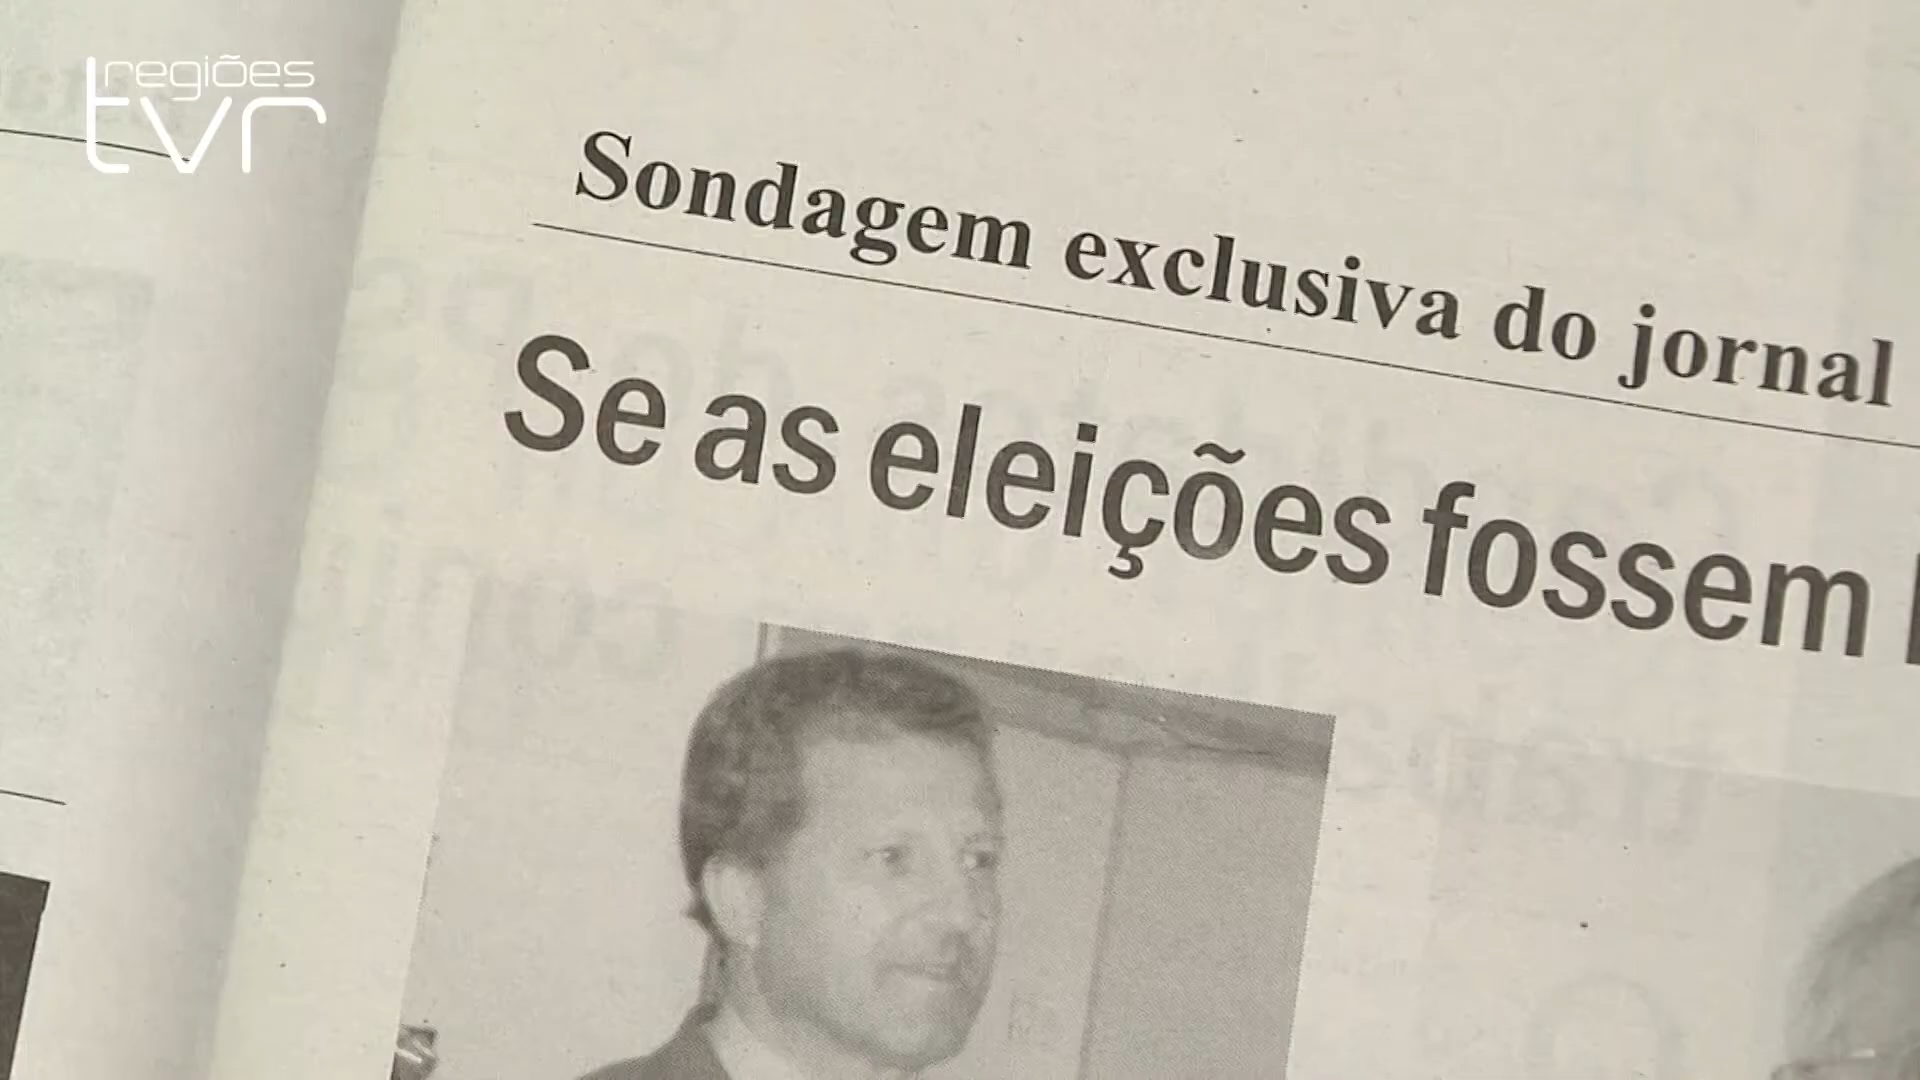 regiões
tvr
Sondagem exclusiva do jornal
Se as eleições fossem